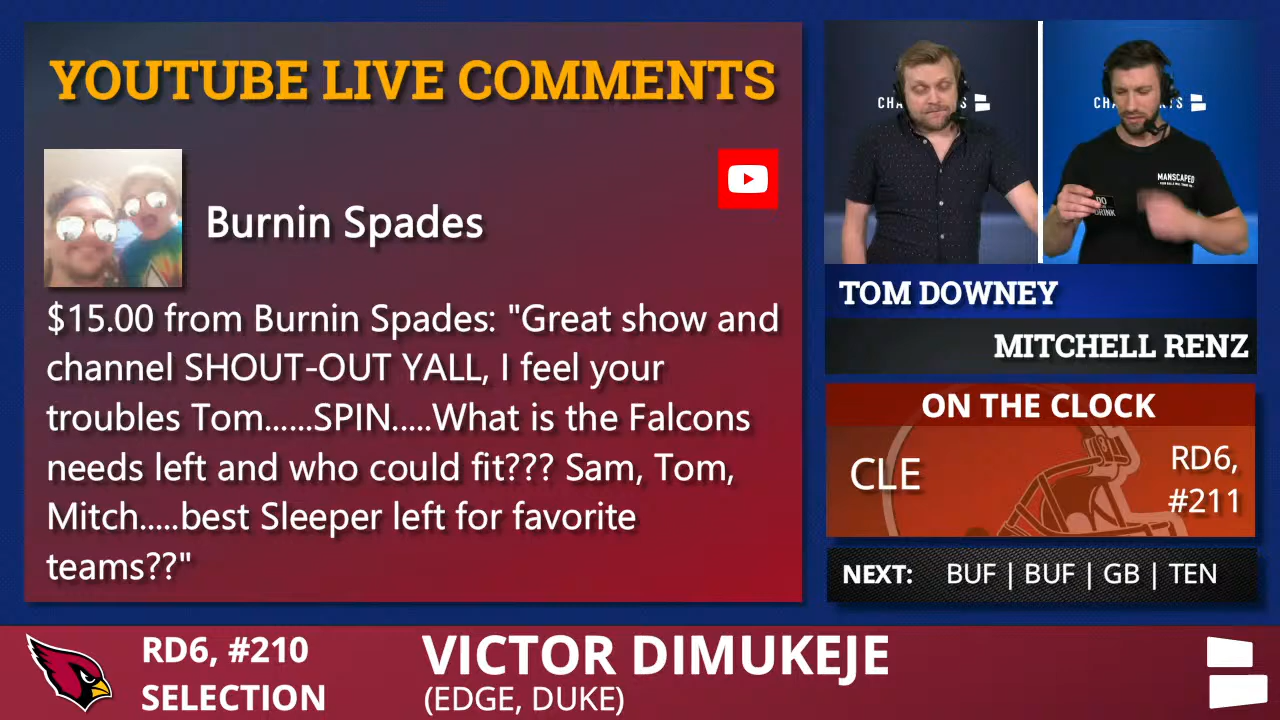 YOUTUBE LIVE COMMENTS
Burnin Spades
$15.00 from Burnin Spades: "Great show and
channel SHOUT-OUT YALL, I feel your
troubles Tom......SPIN.....What is the Falcons
needs left and who could fit??? Sam, Tom,
Mitch.....best Sleeper left for favorite
teams??"
MANSCAPED
TOM DOWNEY
MITCHELL RENZ
ON THE CLOCK
CLE
RD6,
#211
NEXT: BUF | BUF | GB | TEN
RD6, #210
SELECTION
VICTOR DIMUKEJE
(EDGE, DUKE)